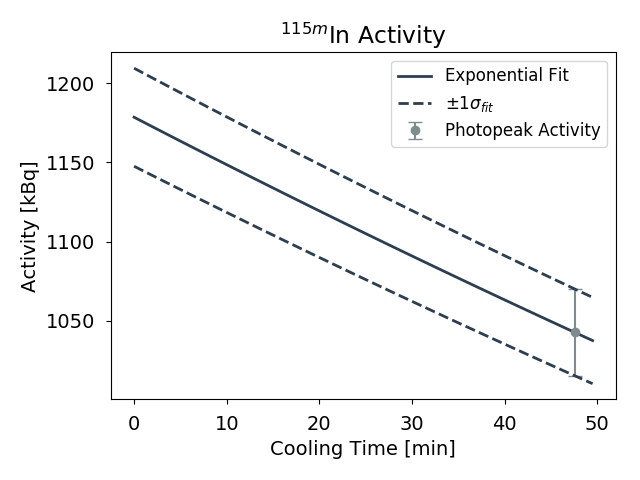 ¹¹⁵ᵐIn Activity
Exponential Fit
±1σ_fit
Photopeak Activity
Activity [kBq]
1200
1150
1100
1050
0 10 20 30 40 50
Cooling Time [min]